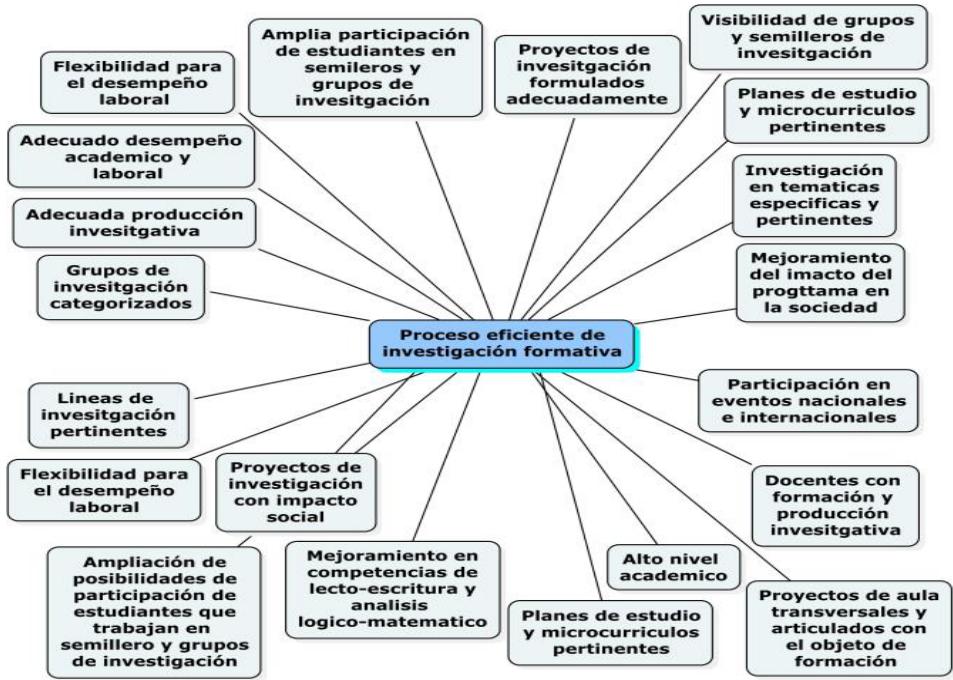 Visibilidad de grupos
y semilleros de
invesitgación
Amplia participación
de estudiantes en
semileros y
grupos de
invesitgación
Proyectos de
invesitgación
formulados
adecuadamente
Flexibilidad para
el desempeño
laboral
Planes de estudio
y microcurriculos
pertinentes
Adecuado desempeño
academico y
laboral
Investigación
en tematicas
especificas y
pertinentes
Adecuada producción
invesitgativa
Mejoramiento
del imacto del
progttama en
la sociedad
Grupos de
invesitgación
categorizados
Proceso eficiente de
investigación formativa
Lineas de
invesitgación
pertinentes
Participación en
eventos nacionales
e internacionales
Flexibilidad para
el desempeño
laboral
Proyectos de
investigación
con impacto
social
Docentes con
formación y
producción
invesitgativa
Ampliación de
posibilidades de
participación de
estudiantes que
trabajan en
semillero y grupos
de investigación
Mejoramiento en
competencias de
lecto-escritura y
analisis
logico-matematico
Alto nivel
academico
Planes de estudio
y microcurriculos
pertinentes
Proyectos de aula
transversales y
articulados con
el objeto de
formación